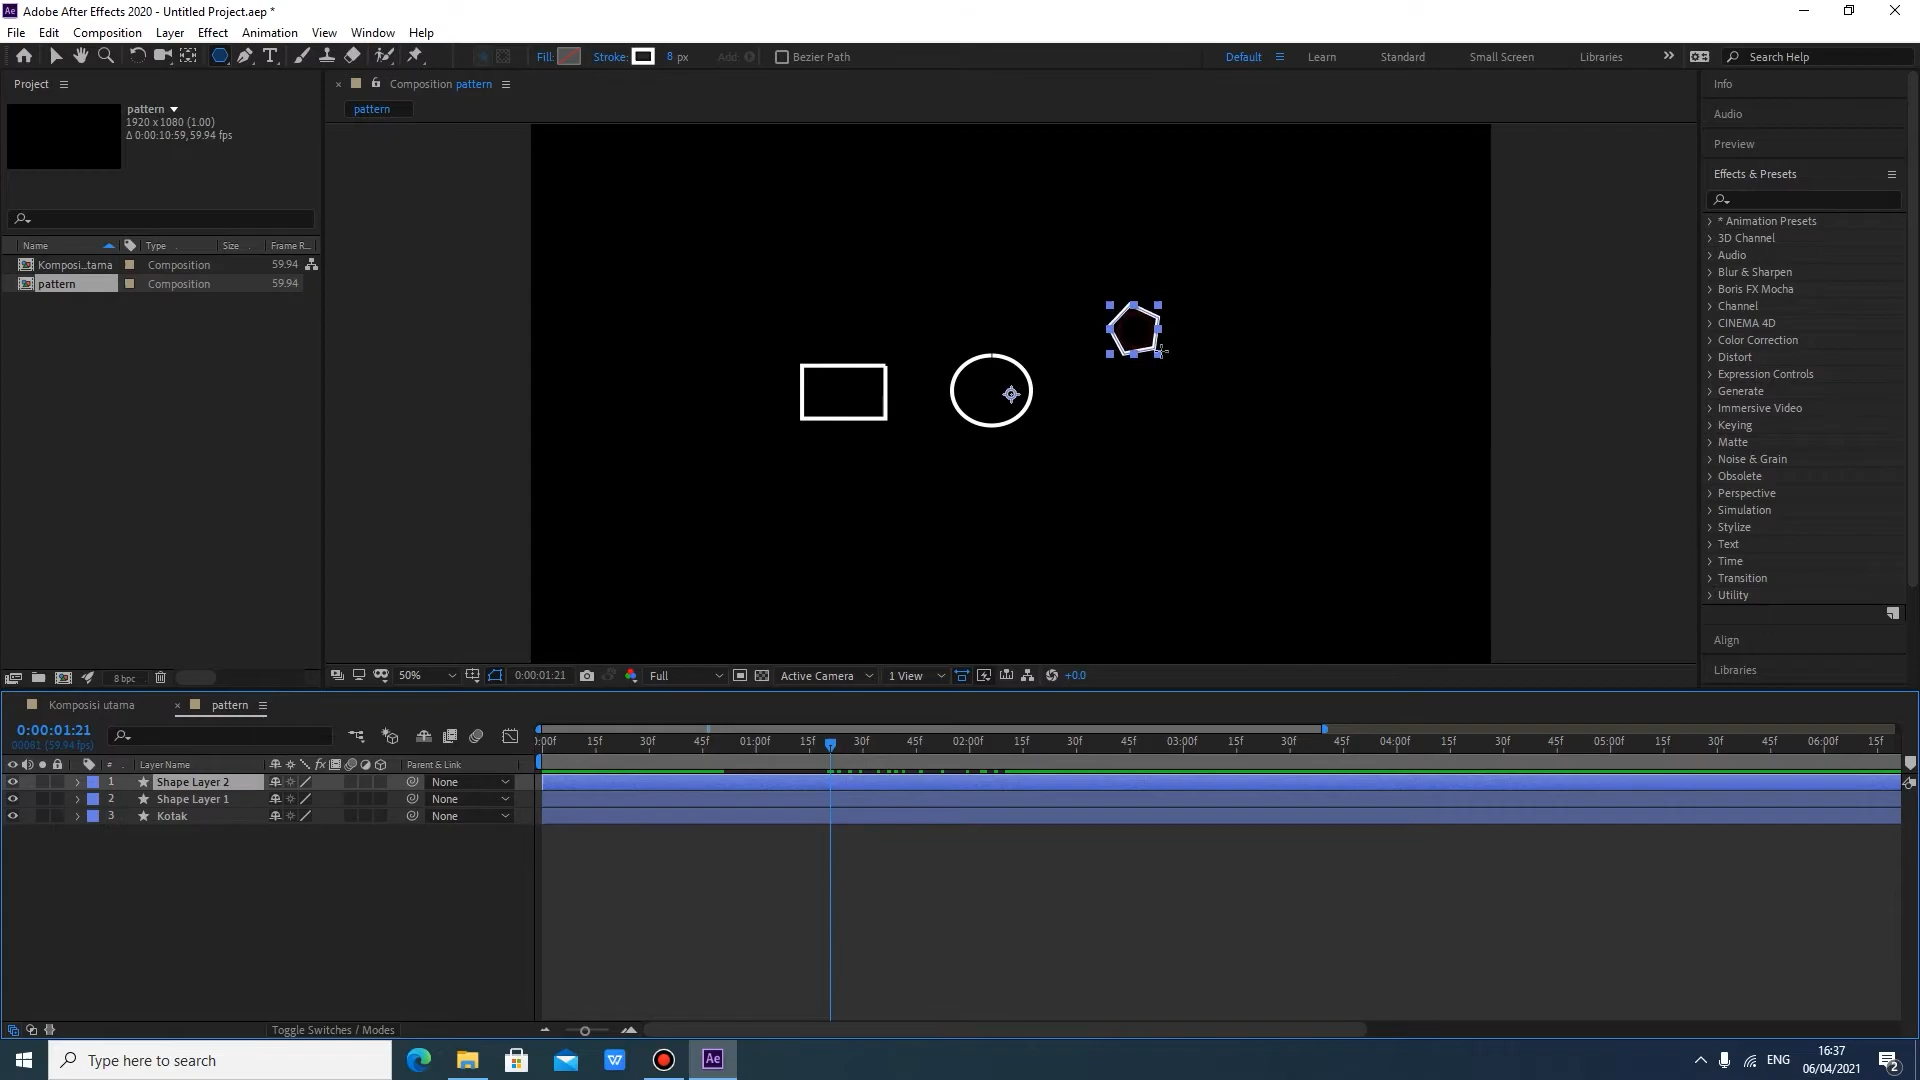 Adobe After Effects 2020 - Untitled Project.aep *
File Edit Composition Layer Effect Animation View Window Help
Fill: Stroke: 8 px Add: Bezier Path Default Learn Standard Small Screen Libraries Search Help
Project
Composition pattern
pattern
pattern
1920 x 1080 (1.00)
Δ 0:00:10:59, 59.94 fps
Name Type Size Frame R...
Komposi...tama Composition 59.94
pattern Composition 59.94
Info
Audio
Preview
Effects & Presets
* Animation Presets
3D Channel
Audio
Blur & Sharpen
Boris FX Mocha
Channel
CINEMA 4D
Color Correction
Distort
Expression Controls
Generate
Immersive Video
Keying
Matte
Noise & Grain
Obsolete
Perspective
Simulation
Stylize
Text
Time
Transition
Utility
Align
Libraries
8 bpc
50% 0:00:01:21 Full Active Camera 1 View +0.0
Komposisi utama pattern
0:00:01:21
00081 (59.94 fps)
0:00f 15f 30f 45f 01:00f 15f 30f 45f 02:00f 15f 30f 45f 03:00f 15f 30f 45f 04:00f 15f 30f 45f 05:00f 15f 30f 45f 06:00f 15f
# Layer Name fx Parent & Link
1 Shape Layer 2 None
2 Shape Layer 1 None
3 Kotak None
Toggle Switches / Modes
Type here to search
Ae
ENG
16:37
06/04/2021
2